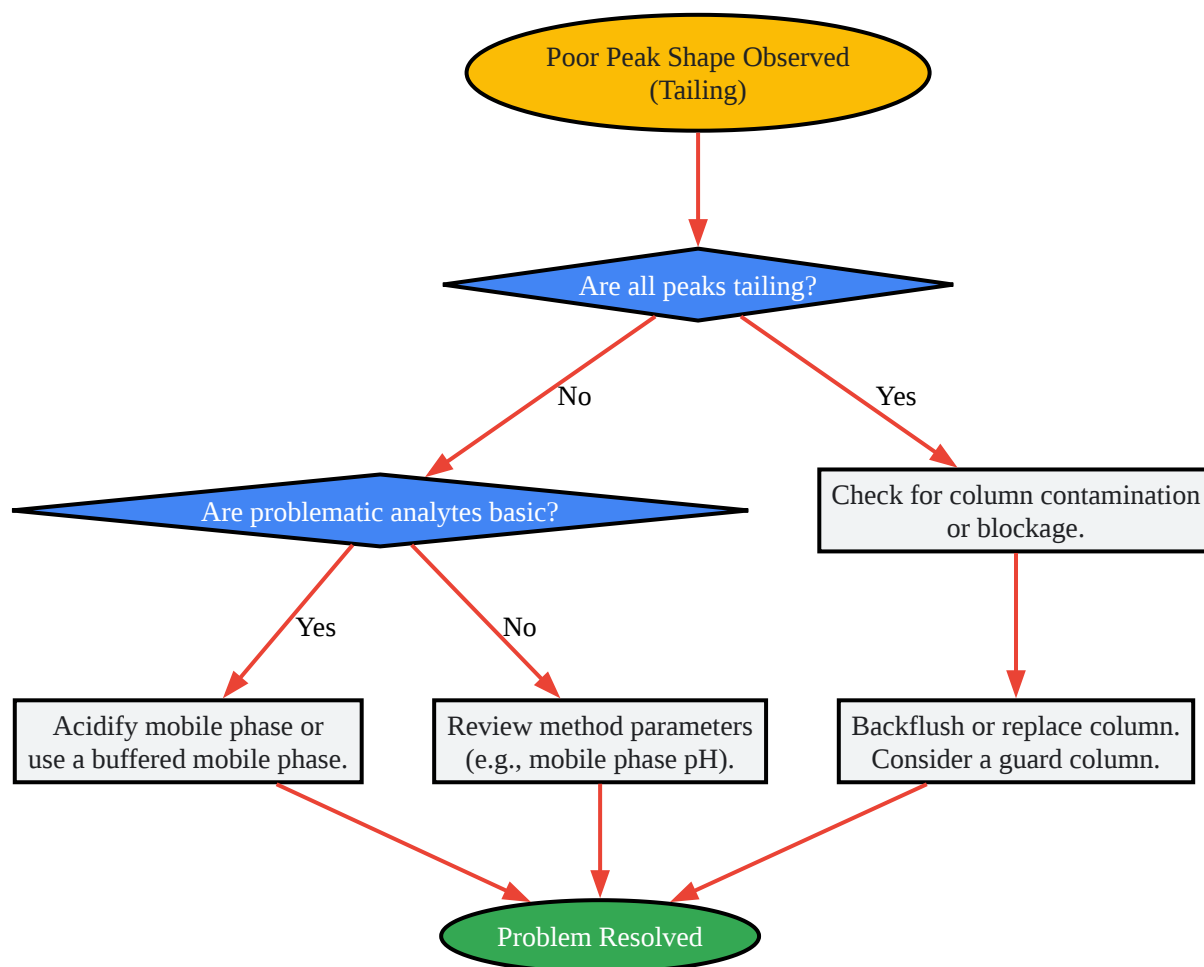 Poor Peak Shape Observed
(Tailing)
Are all peaks tailing?
No
Yes
Are problematic analytes basic?
Check for column contamination
or blockage.
Yes
No
Acidify mobile phase or
use a buffered mobile phase.
Review method parameters
(e.g., mobile phase pH).
Backflush or replace column.
Consider a guard column.
Problem Resolved